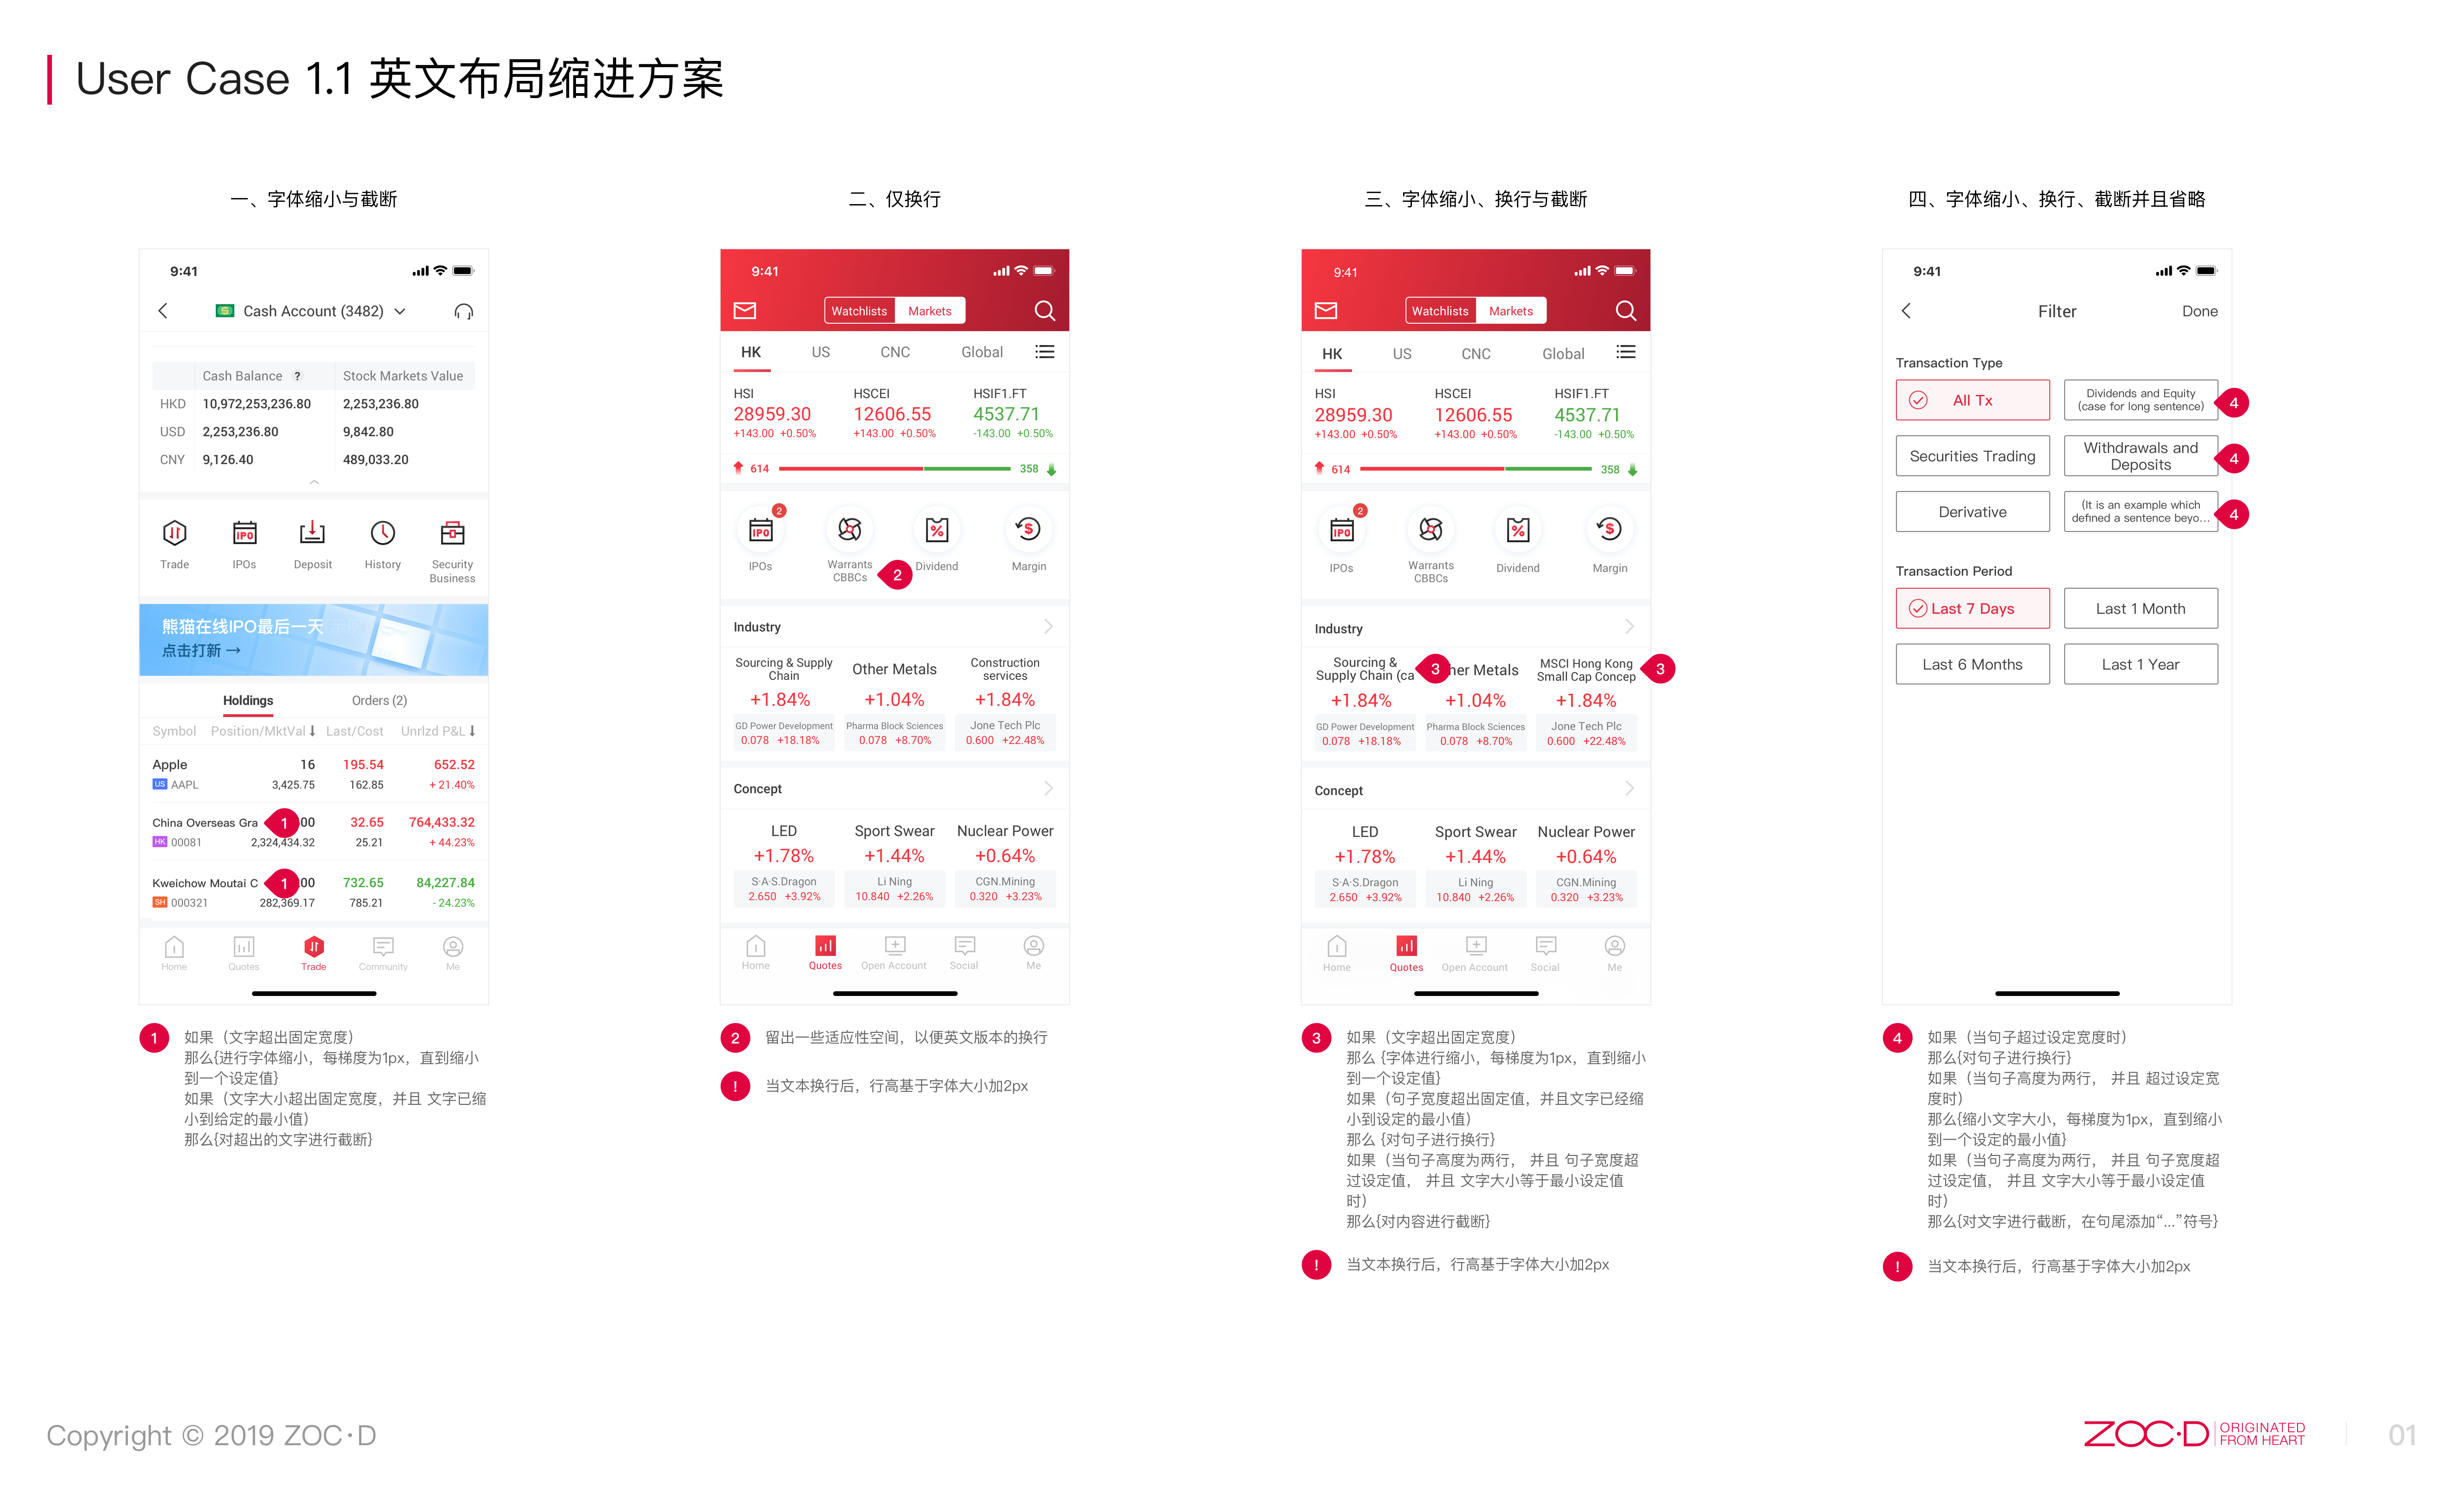 User Case 1.1 英文布局缩进方案
一、字体缩小与截断
9:41
Cash Account (3482)
Cash Balance ? Stock Markets Value
HKD 10,972,253,236.80 2,253,236.80
USD 2,253,236.80 9,842.80
CNY 9,126.40 489,033.20
IPO
Trade IPOs Deposit History Security
Business
熊猫在线IPO最后一天
点击打新 →
Holdings Orders (2)
Symbol Position/MktVal Last/Cost Unrlzd P&L
Apple 16 195.54 652.52
US AAPL 3,425.75 162.85 + 21.40%
China Overseas Gra 1 00 32.65 764,433.32
HK 00081 2,324,434.32 25.21 + 44.23%
Kweichow Moutai C 1 00 732.65 84,227.84
SH 000321 282,369.17 785.21 - 24.23%
Home Quotes Trade Community Me
1 如果（文字超出固定宽度）
那么{进行字体缩小，每梯度为1px，直到缩小
到一个设定值}
如果（文字大小超出固定宽度，并且 文字已缩
小到给定的最小值）
那么{对超出的文字进行截断}
二、仅换行
9:41
Watchlists Markets
HK US CNC Global
HSI HSCEI HSIF1.FT
28959.30 12606.55 4537.71
+143.00 +0.50% +143.00 +0.50% -143.00 +0.50%
614 358
2
IPO % $
IPOs Warrants Dividend Margin
CBBCs 2
Industry
Sourcing & Supply Other Metals Construction
Chain services
+1.84% +1.04% +1.84%
GD Power Development Pharma Block Sciences Jone Tech Plc
0.078 +18.18% 0.078 +8.70% 0.600 +22.48%
Concept
LED Sport Swear Nuclear Power
+1.78% +1.44% +0.64%
S·A·S.Dragon Li Ning CGN.Mining
2.650 +3.92% 10.840 +2.26% 0.320 +3.23%
Home Quotes Open Account Social Me
2 留出一些适应性空间，以便英文版本的换行
! 当文本换行后，行高基于字体大小加2px
三、字体缩小、换行与截断
9:41
Watchlists Markets
HK US CNC Global
HSI HSCEI HSIF1.FT
28959.30 12606.55 4537.71
+143.00 +0.50% +143.00 +0.50% -143.00 +0.50%
614 358
2
IPO % $
IPOs Warrants Dividend Margin
CBBCs
Industry
Sourcing & 3 her Metals MSCI Hong Kong 3
Supply Chain (ca Small Cap Concep
+1.84% +1.04% +1.84%
GD Power Development Pharma Block Sciences Jone Tech Plc
0.078 +18.18% 0.078 +8.70% 0.600 +22.48%
Concept
LED Sport Swear Nuclear Power
+1.78% +1.44% +0.64%
S·A·S.Dragon Li Ning CGN.Mining
2.650 +3.92% 10.840 +2.26% 0.320 +3.23%
Home Quotes Open Account Social Me
3 如果（文字超出固定宽度）
那么 {字体进行缩小，每梯度为1px，直到缩小
到一个设定值}
如果（句子宽度超出固定值，并且文字已经缩
小到设定的最小值）
那么 {对句子进行换行}
如果（当句子高度为两行， 并且 句子宽度超
过设定值， 并且 文字大小等于最小设定值
时）
那么{对内容进行截断}
! 当文本换行后，行高基于字体大小加2px
四、字体缩小、换行、截断并且省略
9:41
Filter Done
Transaction Type
All Tx Dividends and Equity
(case for long sentence) 4
Securities Trading Withdrawals and
Deposits 4
Derivative (It is an example which
defined a sentence beyo... 4
Transaction Period
Last 7 Days Last 1 Month
Last 6 Months Last 1 Year
4 如果（当句子超过设定宽度时）
那么{对句子进行换行}
如果（当句子高度为两行， 并且 超过设定宽
度时）
那么{缩小文字大小，每梯度为1px，直到缩小
到一个设定的最小值}
如果（当句子高度为两行， 并且 句子宽度超
过设定值， 并且 文字大小等于最小设定值
时）
那么{对文字进行截断，在句尾添加“...”符号}
! 当文本换行后，行高基于字体大小加2px
Copyright © 2019 ZOC·D
ZOC·D ORIGINATED
FROM HEART
01